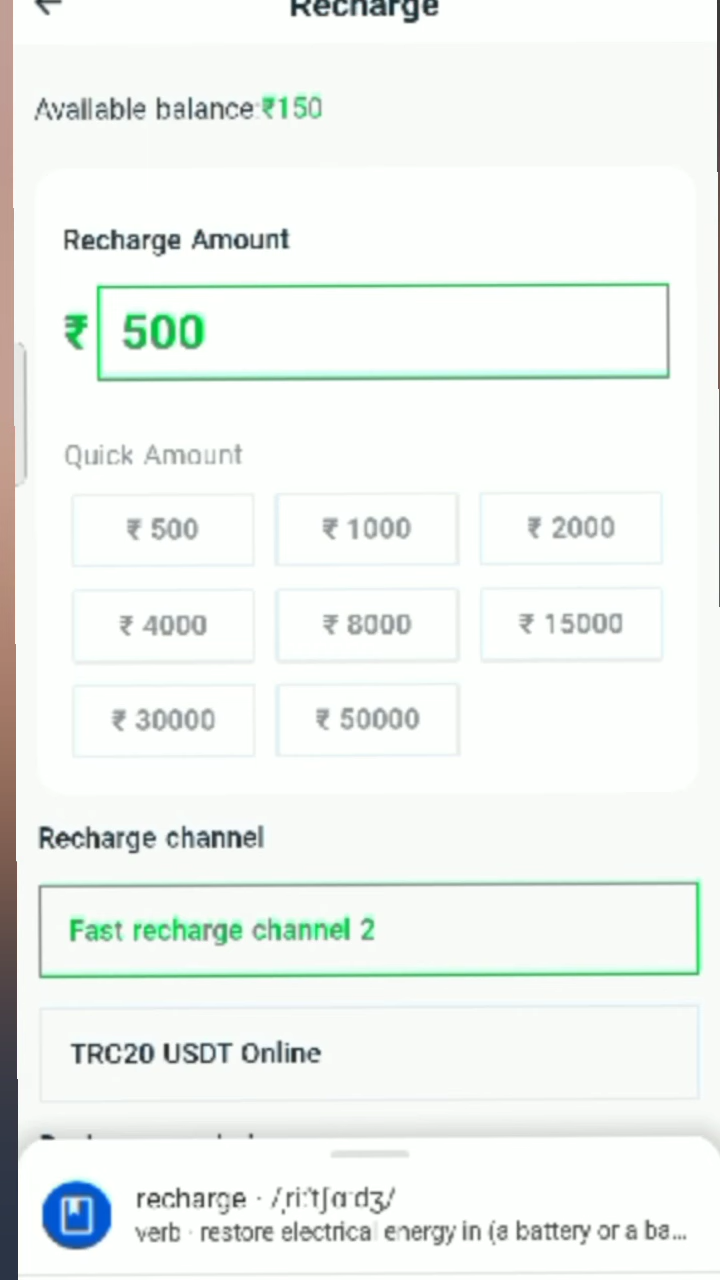 Recharge
Available balance:₹150
Recharge Amount
₹ 500
Quick Amount
₹ 500 ₹ 1000 ₹ 2000
₹ 4000 ₹ 8000 ₹ 15000
₹ 30000 ₹ 50000
Recharge channel
Fast recharge channel 2
TRC20 USDT Online
recharge · /ˌriːˈtʃɑːdʒ/
verb · restore electrical energy in (a battery or a ba...